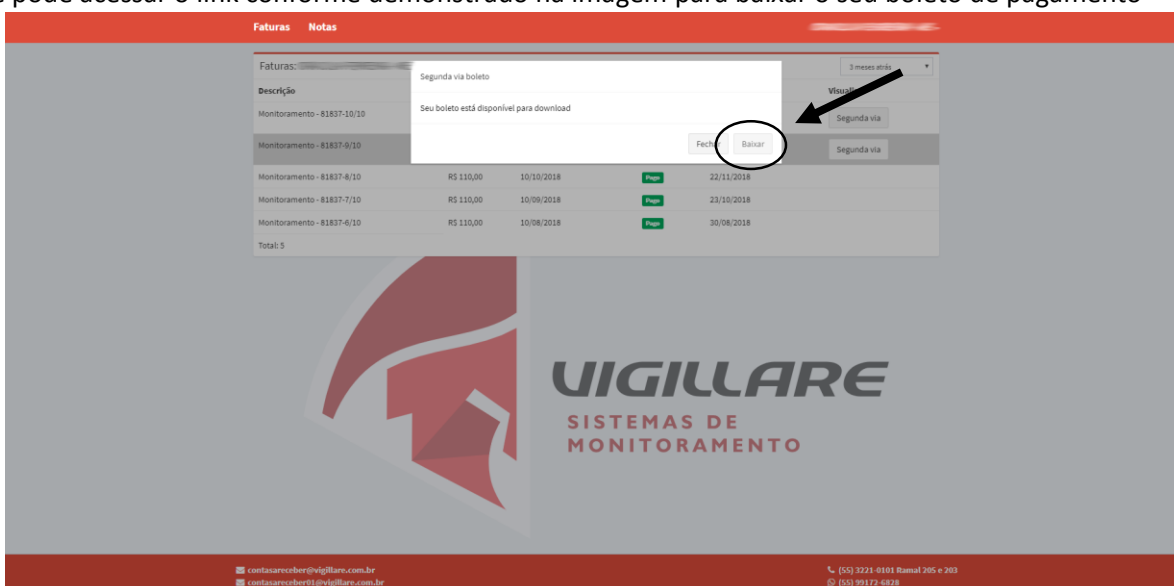 pode acessar o link conforme demonstrado na imagem para baixar o seu boleto de pagamento
Faturas Notas
Faturas:
3 meses atrás
Descrição
Segunda via boleto
Seu boleto está disponível para download
Fechar Baixar
Monitoramento - 81837-10/10 Segunda via
Monitoramento - 81837-9/10 Segunda via
Monitoramento - 81837-8/10 R$ 110,00 10/10/2018 Pago 22/11/2018
Monitoramento - 81837-7/10 R$ 110,00 10/09/2018 Pago 23/10/2018
Monitoramento - 81837-6/10 R$ 110,00 10/08/2018 Pago 30/08/2018
Total: 5
VIGILLARE
SISTEMAS DE
MONITORAMENTO
contasareceber@vigillare.com.br (55) 3221-0101 Ramal 205 e 203
contasareceber01@vigillare.com.br (55) 99172-6828